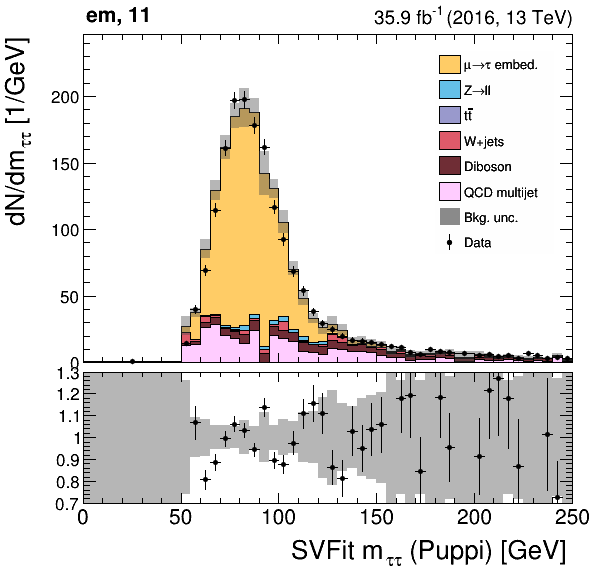 em, 11
35.9 fb⁻¹ (2016, 13 TeV)
dN/dm_ττ [1/GeV]
200
150
100
50
0
μ→τ embed.
Z→ll
tt̄
W+jets
Diboson
QCD multijet
Bkg. unc.
Data
1.3
1.2
1.1
1
0.9
0.8
0.7
0 50 100 150 200 250
SVFit m_ττ (Puppi) [GeV]